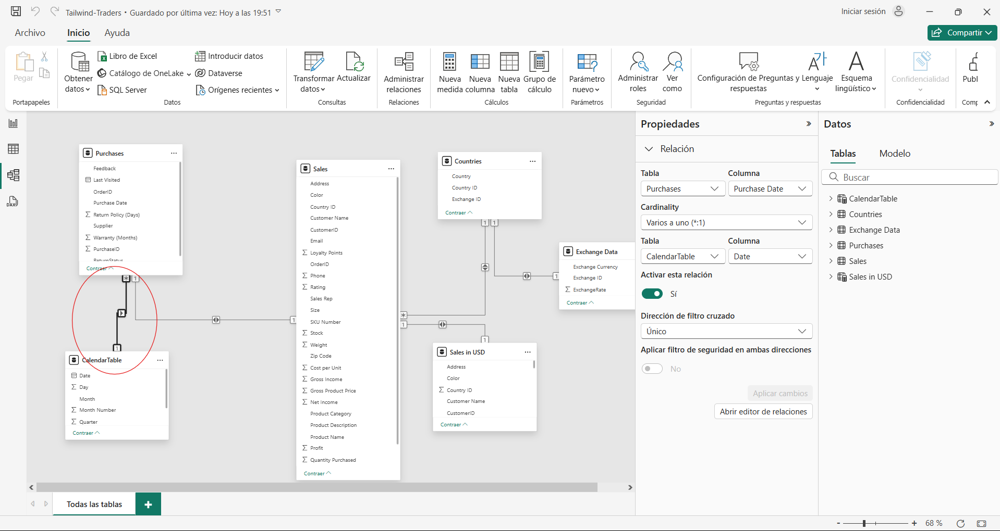 Tailwind-Traders • Guardado por última vez: Hoy a las 19:51
Iniciar sesión
Archivo
Inicio
Ayuda
Compartir
Pegar
Portapapeles
Obtener datos
Libro de Excel
Catálogo de OneLake
SQL Server
Introducir datos
Dataverse
Orígenes recientes
Datos
Transformar datos
Actualizar
Consultas
Administrar relaciones
Relaciones
Nueva medida
Nueva columna
Nueva tabla
Grupo de cálculo
Cálculos
Parámetro nuevo
Parámetros
Administrar roles
Ver como
Seguridad
Configuración de Preguntas y respuestas
Lenguaje
Esquema lingüístico
Preguntas y respuestas
Confidencialidad
Confidencialidad
Publ
Comp
DAX
Purchases
Feedback
Last Visited
OrderID
Purchase Date
Return Policy (Days)
Supplier
Warranty (Months)
PurchaseID
ReturnStatus
Contraer
* 1
1
CalendarTable
Date
Day
Month
Month Number
Quarter
Contraer
1
Sales
Address
Color
Country ID
Customer Name
CustomerID
Email
Loyalty Points
OrderID
Phone
Rating
Sales Rep
Size
SKU Number
Stock
Weight
Zip Code
Cost per Unit
Gross Income
Gross Product Price
Net Income
Product Category
Product Description
Product Name
Profit
Quantity Purchased
Contraer
*
1
Countries
Country
Country ID
Exchange ID
Contraer
1 1
1
Exchange Data
Exchange Currency
Exchange ID
ExchangeRate
Contraer
1
Sales in USD
Address
Color
Country ID
Customer Name
CustomerID
Contraer
Todas las tablas
Propiedades
Relación
Tabla
Columna
Purchases
Purchase Date
Cardinality
Varios a uno (*:1)
Tabla
Columna
CalendarTable
Date
Activar esta relación
Sí
Dirección de filtro cruzado
Único
Aplicar filtro de seguridad en ambas direcciones
No
Aplicar cambios
Abrir editor de relaciones
Datos
Tablas
Modelo
Buscar
CalendarTable
Countries
Exchange Data
Purchases
Sales
Sales in USD
- + 68 %